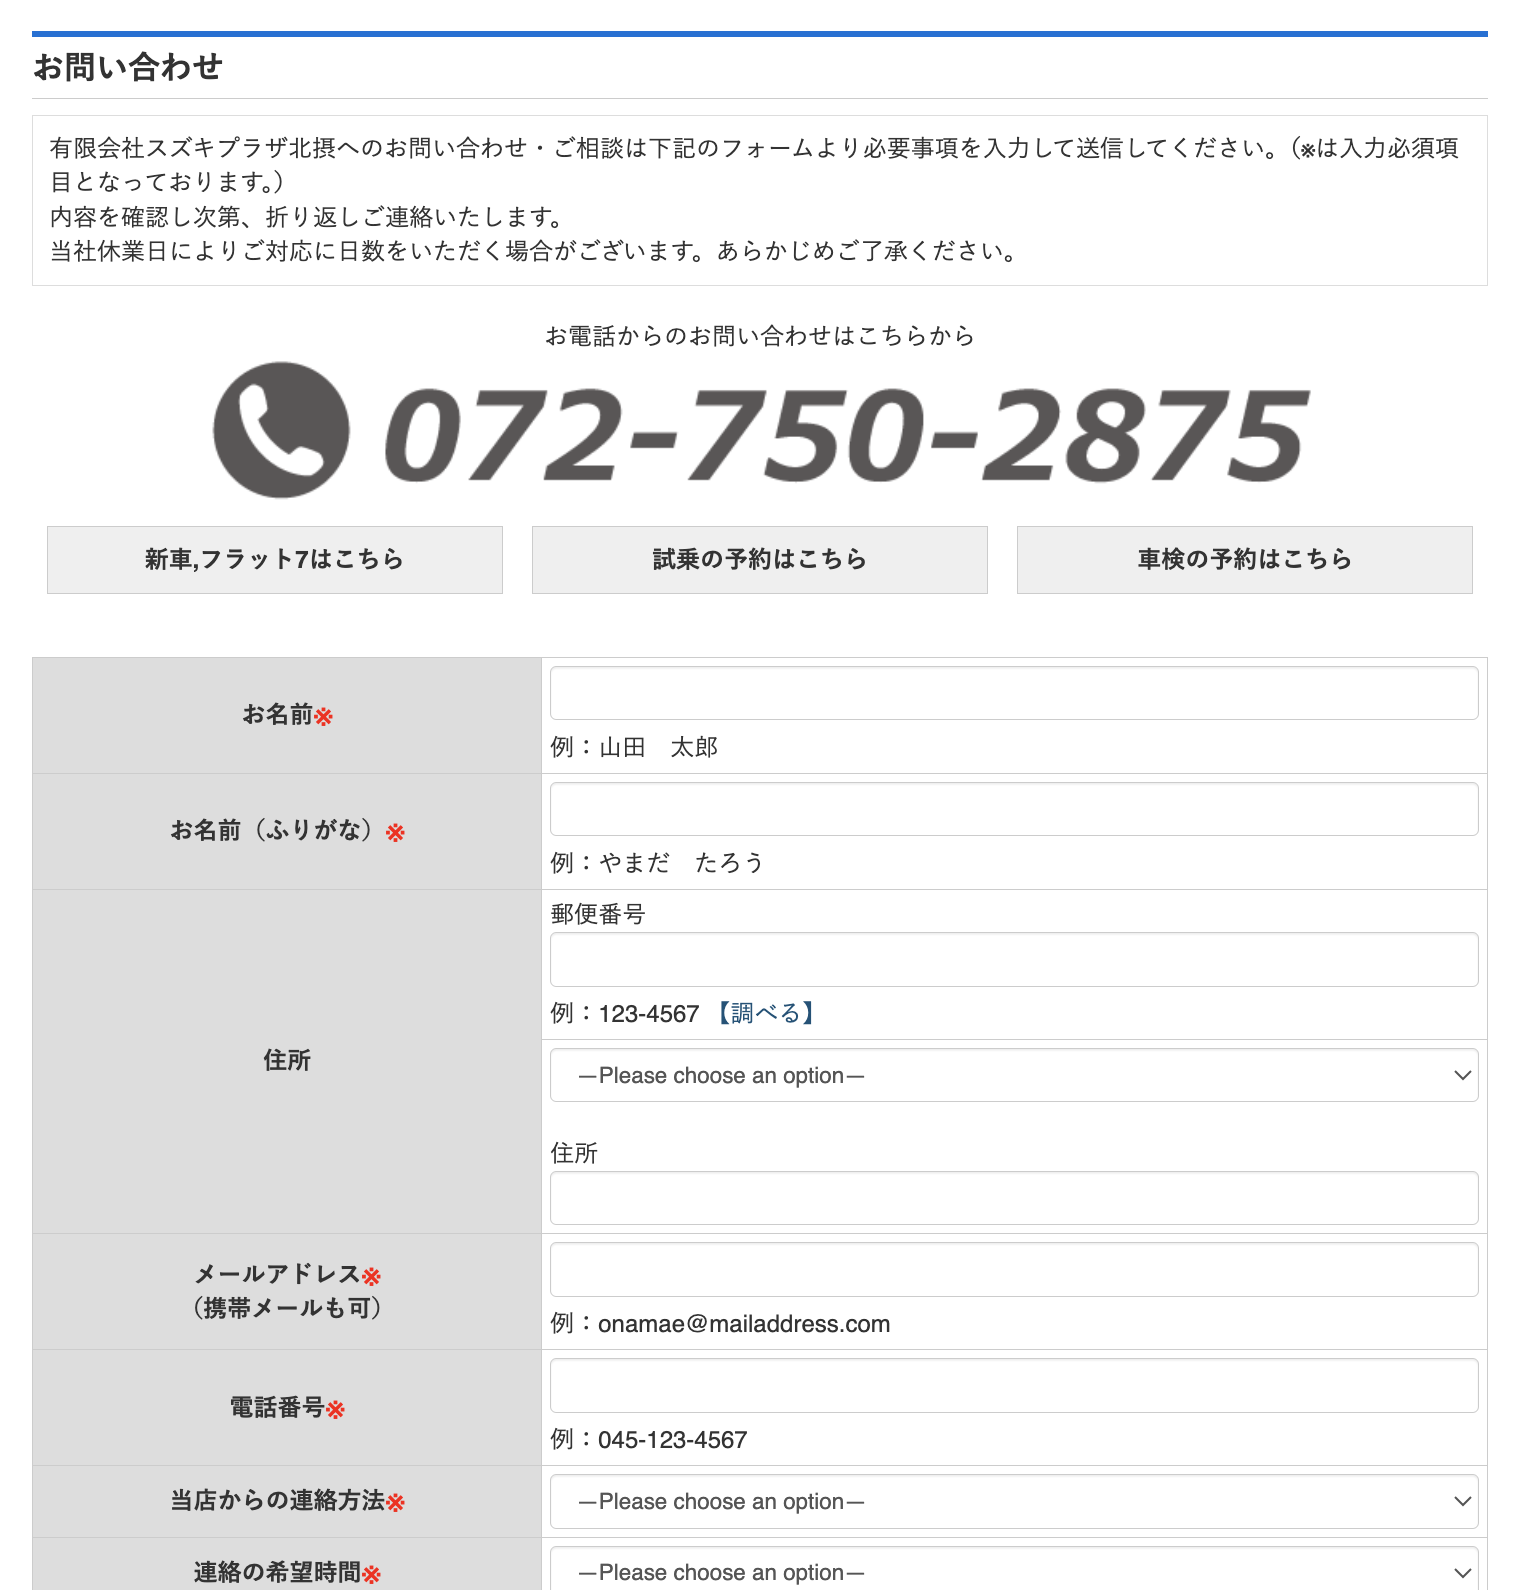 お問い合わせ
有限会社スズキプラザ北摂へのお問い合わせ・ご相談は下記のフォームより必要事項を入力して送信してください。（※は入力必須項
目となっております。）
内容を確認し次第、折り返しご連絡いたします。
当社休業日によりご対応に日数をいただく場合がございます。あらかじめご了承ください。
お電話からのお問い合わせはこちらから
072-750-2875
新車,フラット7はこちら
試乗の予約はこちら
車検の予約はこちら
お名前※
例：山田　太郎
お名前（ふりがな）※
例：やまだ　たろう
住所
郵便番号
例：123-4567 【調べる】
—Please choose an option—
住所
メールアドレス※
（携帯メールも可）
例：onamae@mailaddress.com
電話番号※
例：045-123-4567
当店からの連絡方法※
—Please choose an option—
連絡の希望時間※
—Please choose an option—